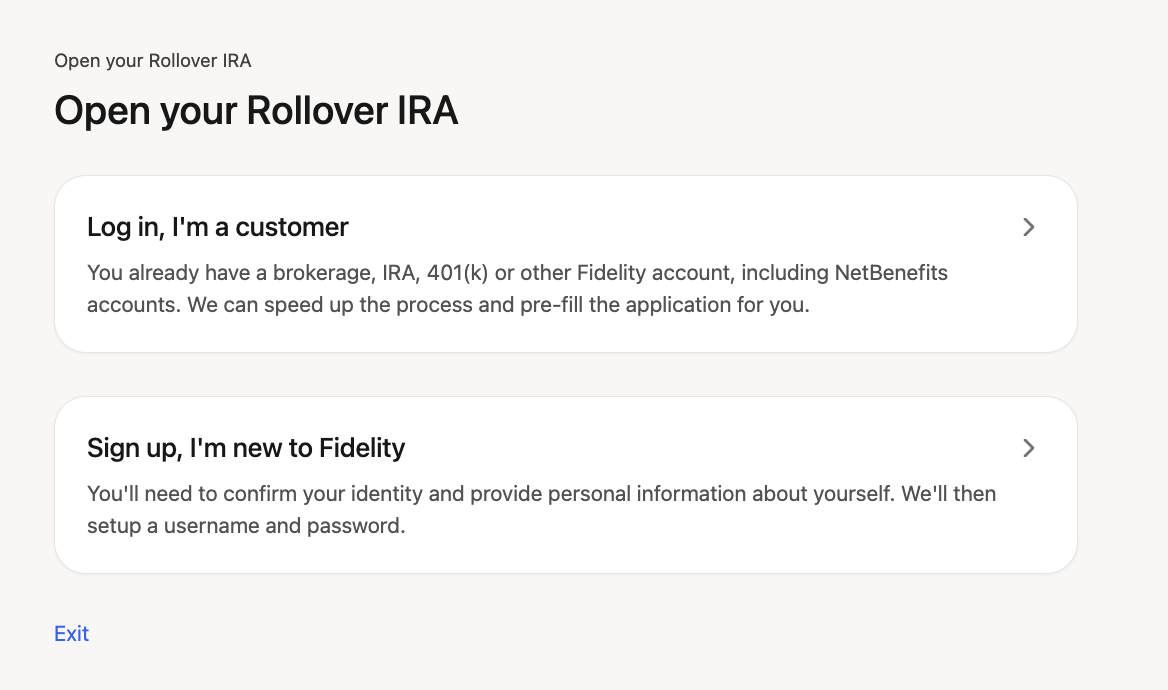 Open your Rollover IRA
Open your Rollover IRA
Log in, I'm a customer
You already have a brokerage, IRA, 401(k) or other Fidelity account, including NetBenefits
accounts. We can speed up the process and pre-fill the application for you.
Sign up, I'm new to Fidelity
You'll need to confirm your identity and provide personal information about yourself. We'll then
setup a username and password.
Exit